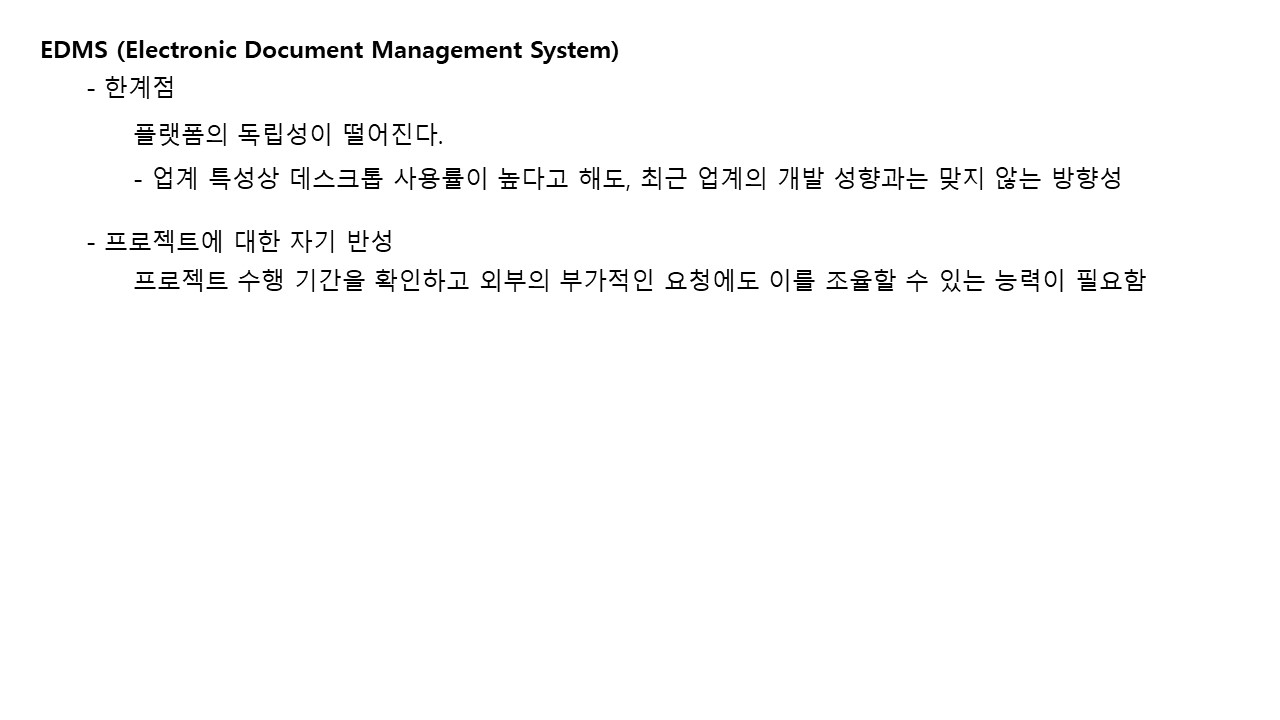 EDMS (Electronic Document Management System)
- 한계점
플랫폼의 독립성이 떨어진다.
- 업계 특성상 데스크톱 사용률이 높다고 해도, 최근 업계의 개발 성향과는 맞지 않는 방향성
- 프로젝트에 대한 자기 반성
프로젝트 수행 기간을 확인하고 외부의 부가적인 요청에도 이를 조율할 수 있는 능력이 필요함